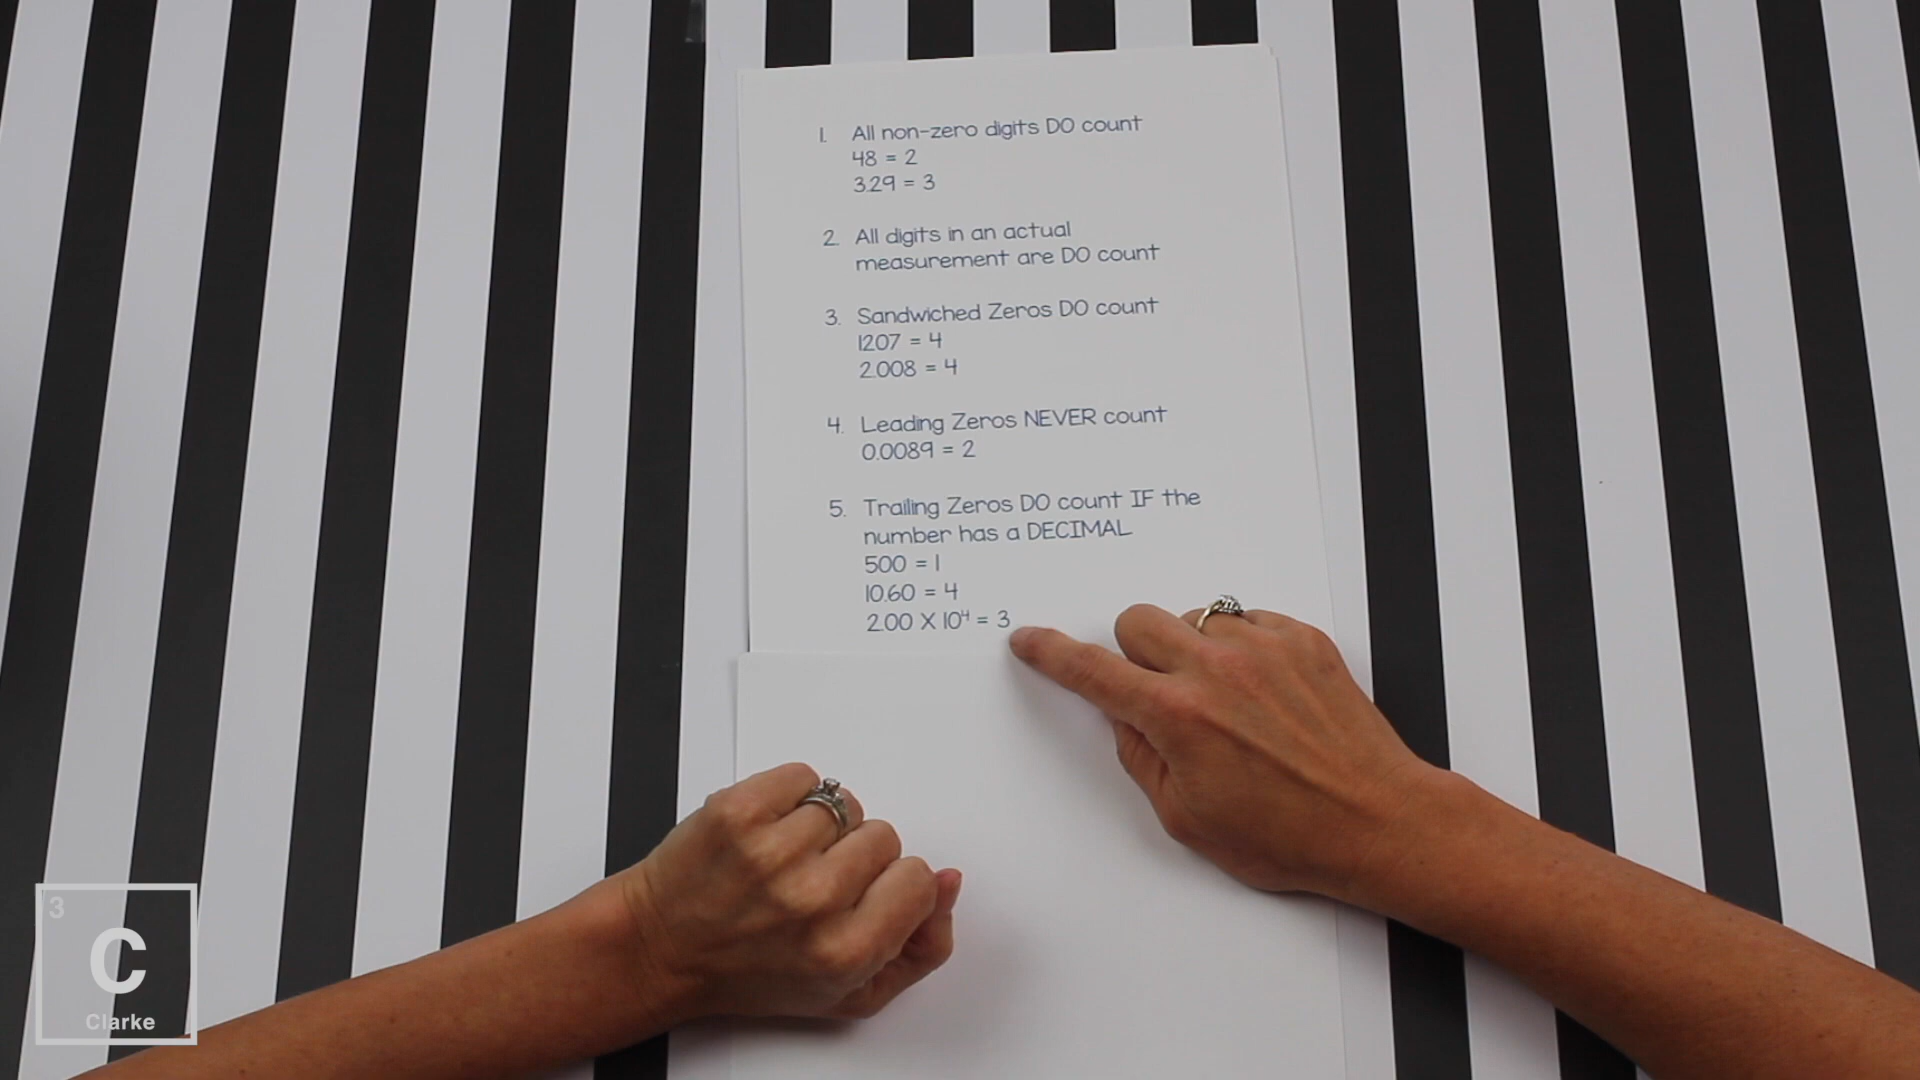 1. All non-zero digits DO count
48 = 2
3.29 = 3
2. All digits in an actual
measurement are DO count
3. Sandwiched Zeros DO count
1207 = 4
2.008 = 4
4. Leading Zeros NEVER count
0.0089 = 2
5. Trailing Zeros DO count IF the
number has a DECIMAL
500 = 1
10.60 = 4
2.00 X 10⁴ = 3
3
C
Clarke